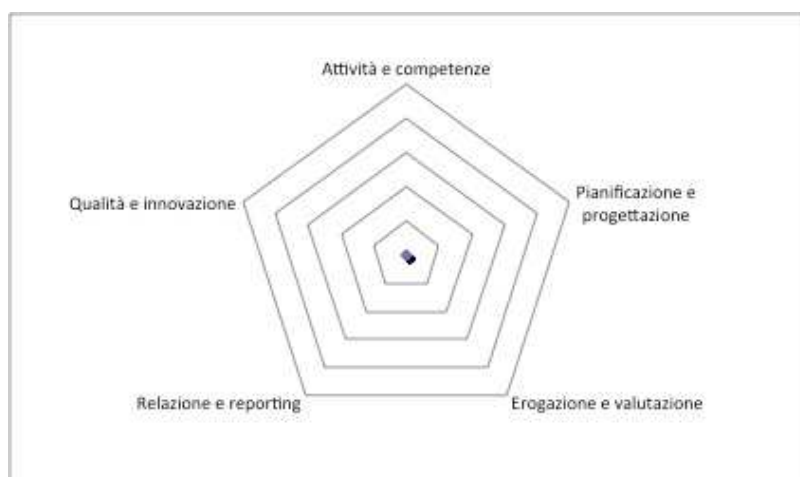 Attività e competenze
Pianificazione e
progettazione
Qualità e innovazione
Relazione e reporting
Erogazione e valutazione